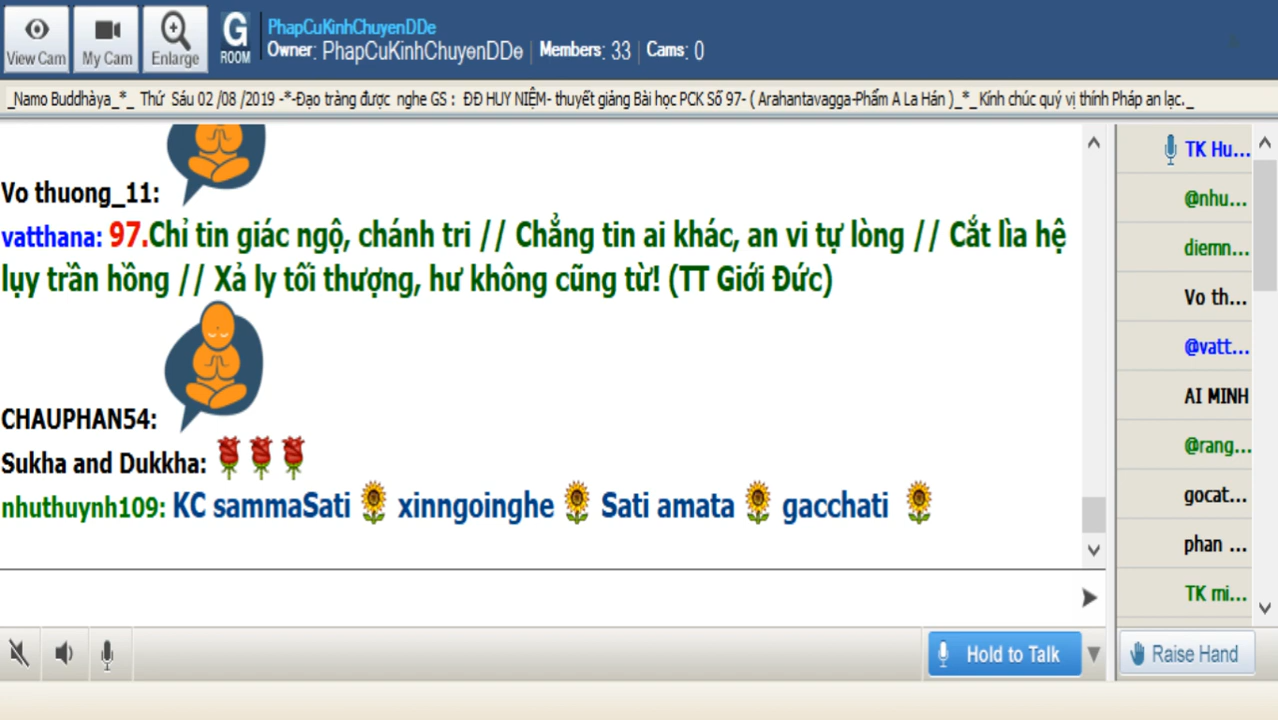 View Cam
My Cam
Enlarge
G
ROOM
PhapCuKinhChuyenDDe
Owner: PhapCuKinhChuyenDDe | Members: 33 | Cams: 0
_Namo Buddhàya_*_ Thứ Sáu 02 /08 /2019 -*-Đạo tràng được nghe GS : ĐĐ HUY NIỆM- thuyết giảng Bài học PCK Số 97- ( Arahantavagga-Phẩm A La Hán )_*_ Kính chúc quý vị thính Pháp an lạc._
Vo thuong_11:
vatthana: 97.Chỉ tin giác ngộ, chánh tri // Chẳng tin ai khác, an vi tự lòng // Cắt lìa hệ
lụy trần hồng // Xả ly tối thượng, hư không cũng từ! (TT Giới Đức)
CHAUPHAN54:
Sukha and Dukkha:
nhuthuynh109: KC sammaSati xinngoinghe Sati amata gacchati
TK Hu...
@nhu...
diemn...
Vo th...
@vatt...
AI MINH
@rang...
gocat...
phan ...
TK mi...
Hold to Talk
Raise Hand